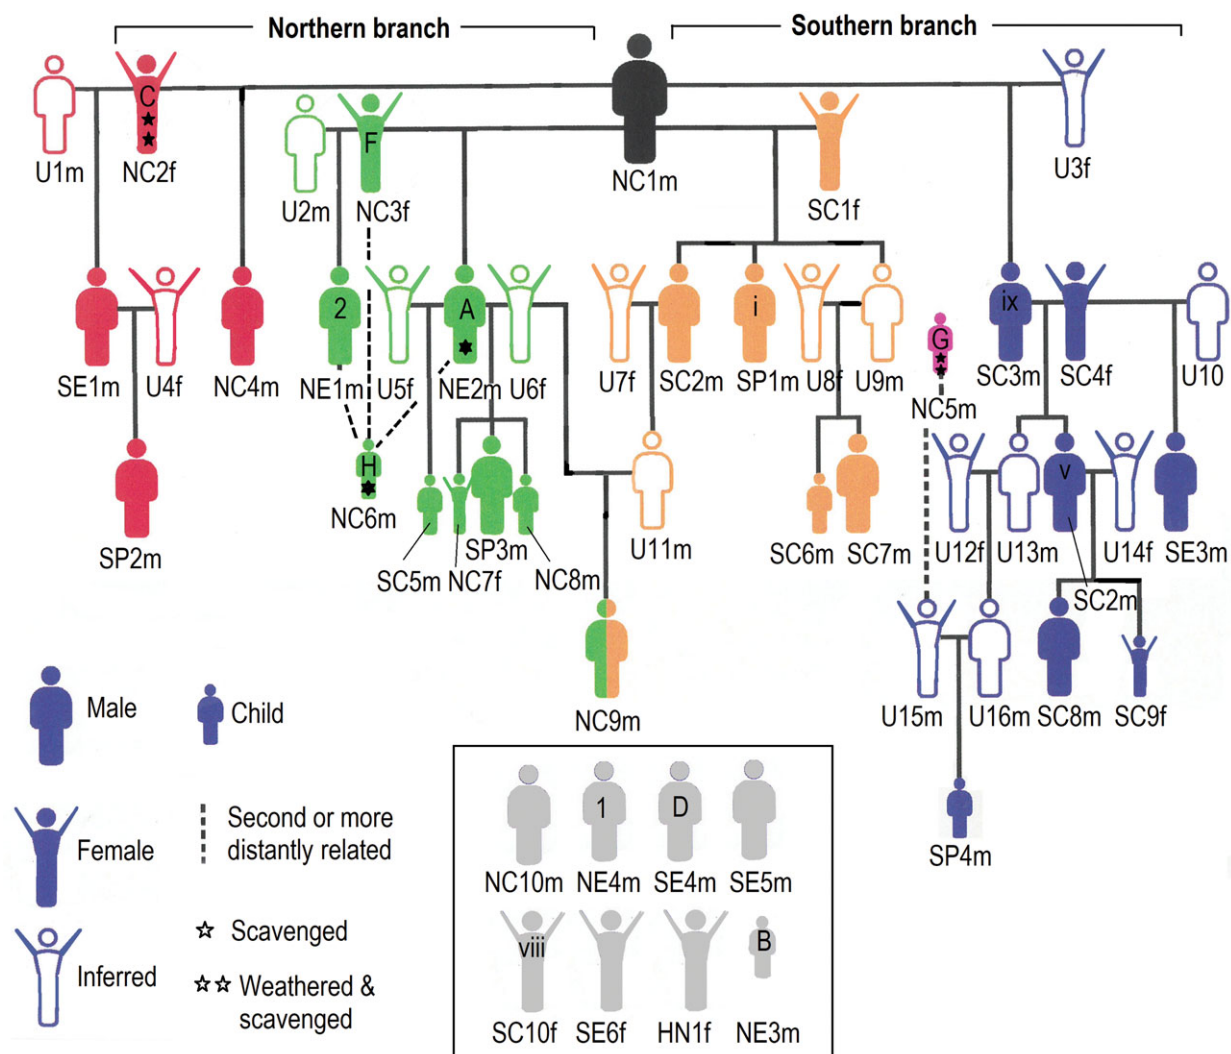 Northern branch
Southern branch
C
U1m
NC2f
F
U2m
NC3f
NC1m
SC1f
U3f
2
A
i
ix
G
SE1m
U4f
NC4m
NE1m
U5f
NE2m
U6f
U7f
SC2m
SP1m
U8f
U9m
NC5m
SC3m
SC4f
U10
H
v
NC6m
SP2m
SC5m
NC7f
SP3m
NC8m
U11m
SC6m
SC7m
U12f
U13m
U14f
SE3m
SC2m
NC9m
U15m
U16m
SC8m
SC9f
SP4m
Male
Child
Female
Second or more
distantly related
Inferred
Scavenged
Weathered &
scavenged
1
D
NC10m
NE4m
SE4m
SE5m
viii
B
SC10f
SE6f
HN1f
NE3m